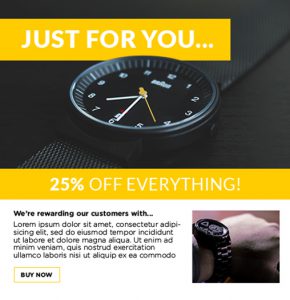 JUST FOR YOU...
BRAUN
25% OFF EVERYTHING!
We're rewarding our customers with...
Lorem ipsum dolor sit amet, consectetur adipi-
sicing elit, sed do eiusmod tempor incididunt
ut labore et dolore magna aliqua. Ut enim ad
minim veniam, quis nostrud exercitation
ullamco laboris nisi ut aliquip ex ea commodo
BUY NOW